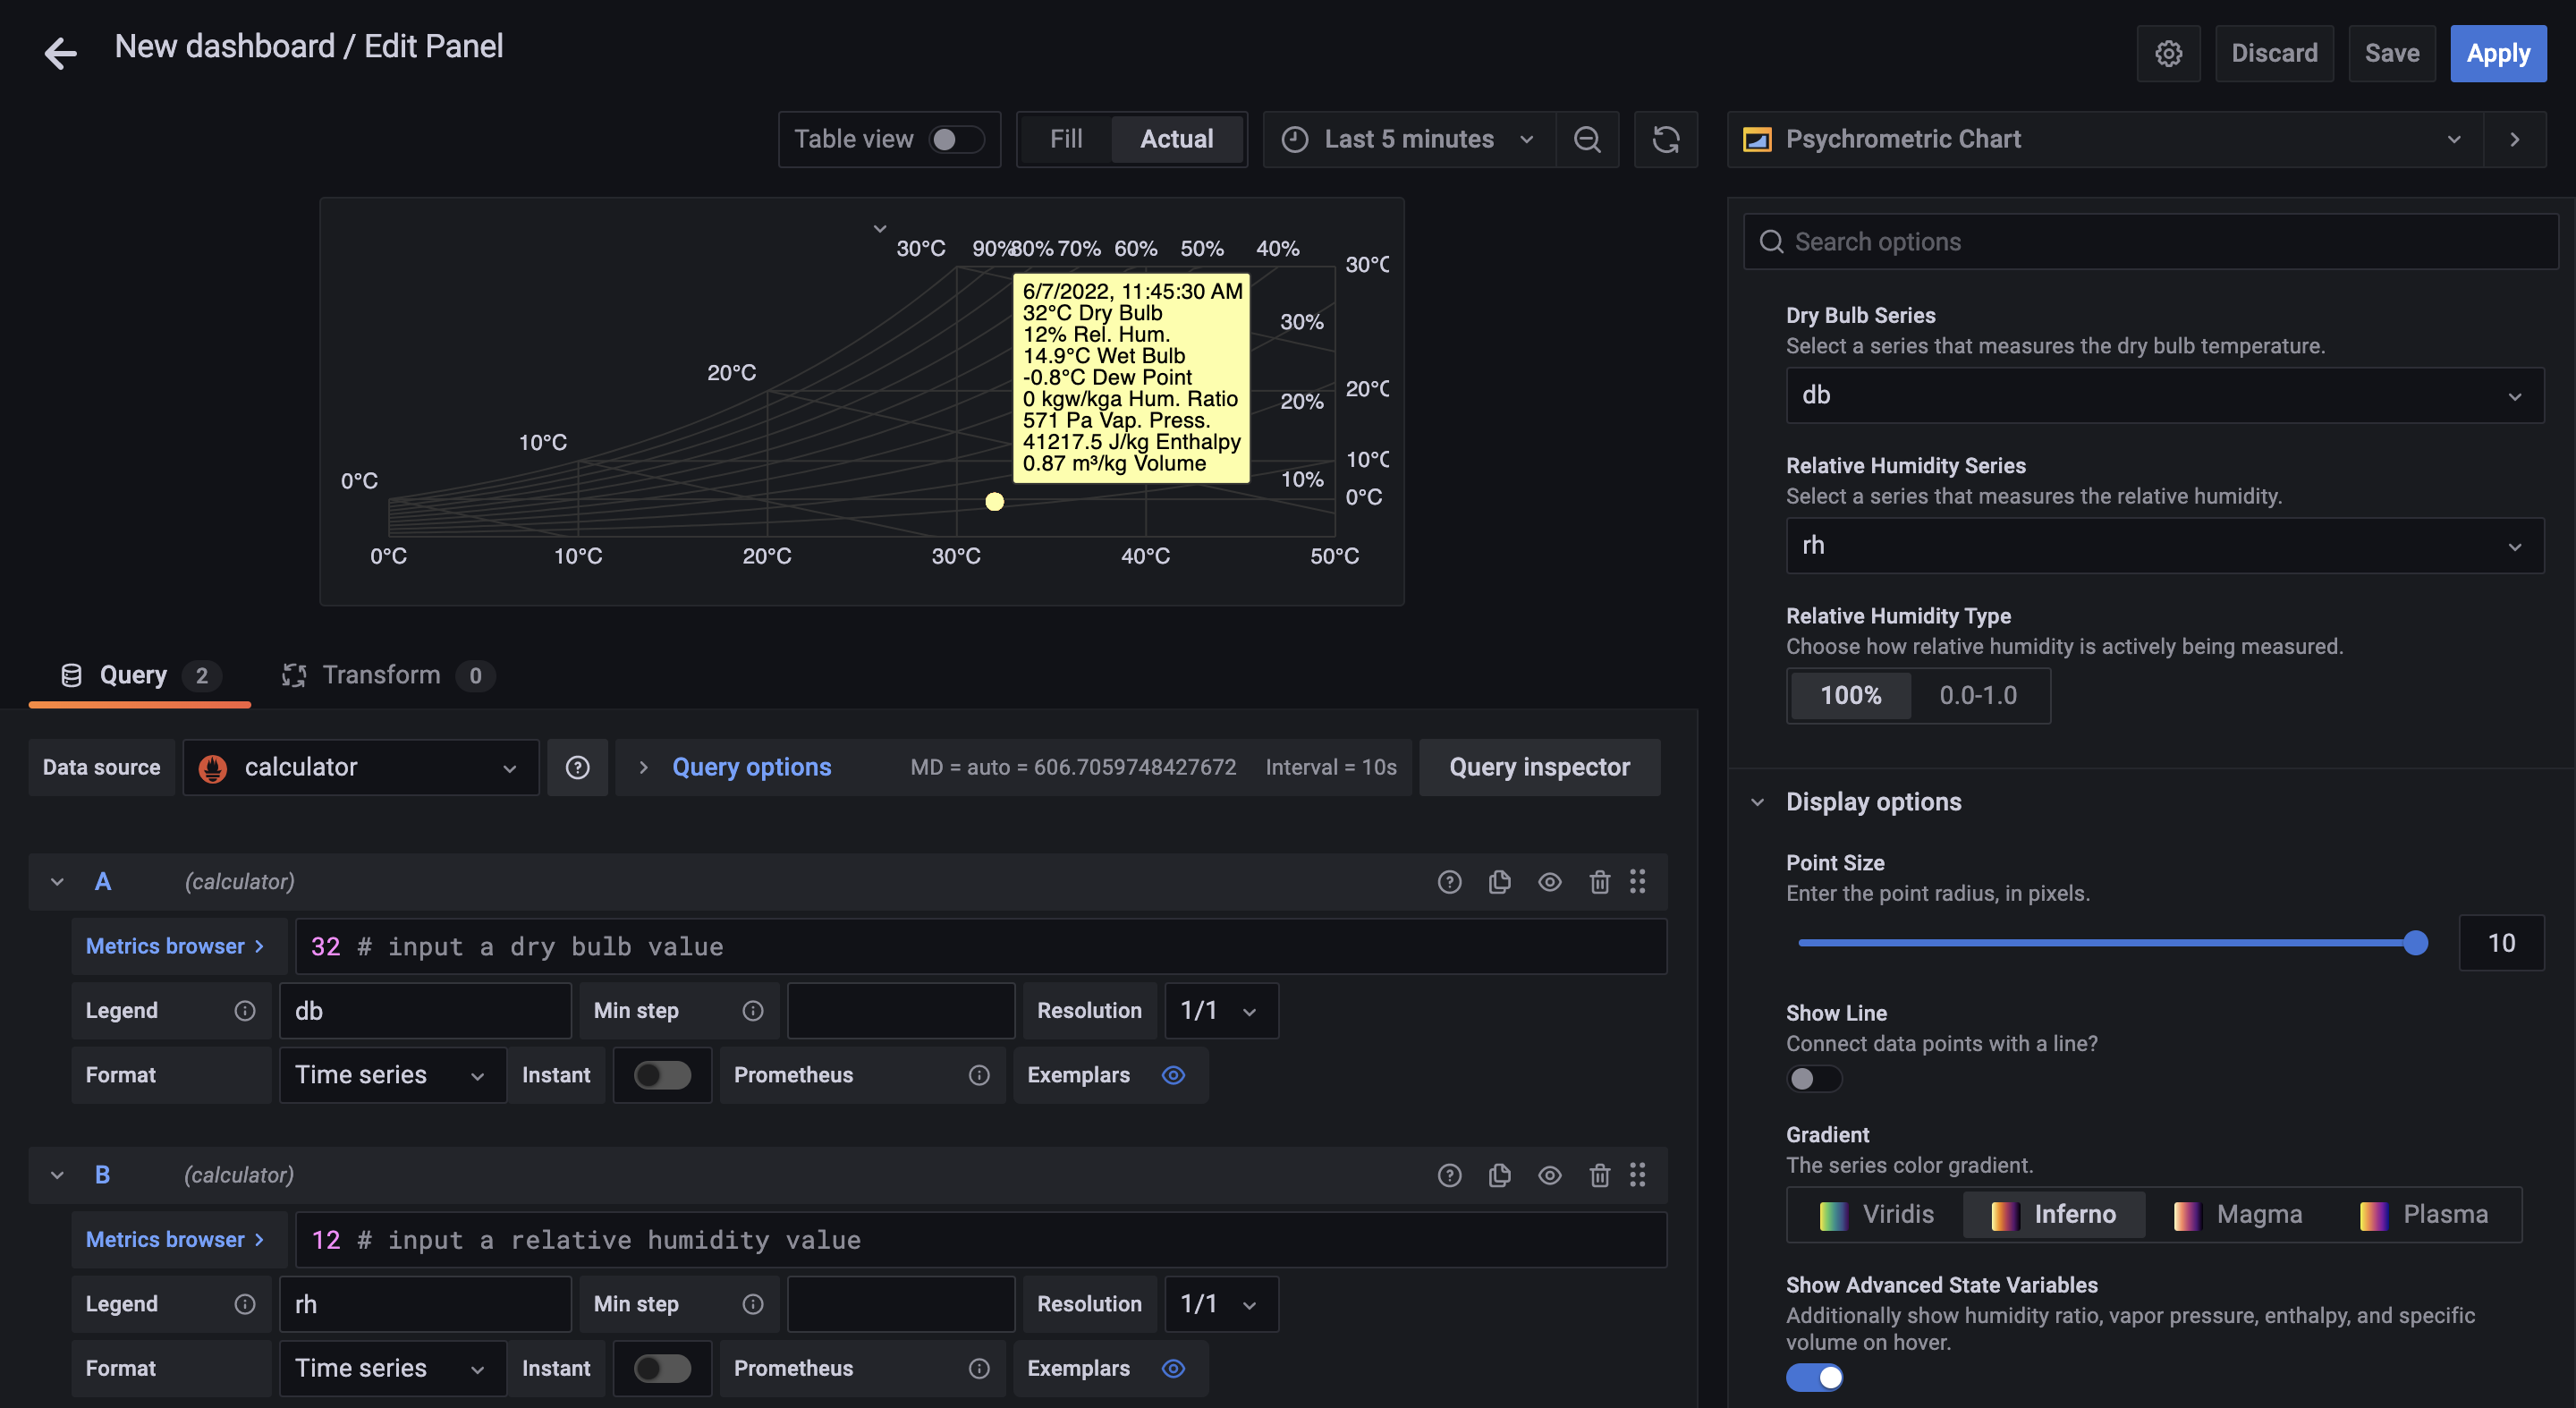 New dashboard / Edit Panel
Discard
Save
Apply
Table view
Fill
Actual
Last 5 minutes
Psychrometric Chart
30°C 90% 80% 70% 60% 50% 40%
30°C
6/7/2022, 11:45:30 AM
32°C Dry Bulb
12% Rel. Hum.
14.9°C Wet Bulb
-0.8°C Dew Point
0 kgw/kga Hum. Ratio
571 Pa Vap. Press.
41217.5 J/kg Enthalpy
0.87 m³/kg Volume
30%
20°C
20°C
20%
10°C
10°C
0°C
10%
0°C
0°C 10°C 20°C 30°C 40°C 50°C
Search options
Dry Bulb Series
Select a series that measures the dry bulb temperature.
db
Relative Humidity Series
Select a series that measures the relative humidity.
rh
Relative Humidity Type
Choose how relative humidity is actively being measured.
100% 0.0-1.0
Display options
Point Size
Enter the point radius, in pixels.
10
Show Line
Connect data points with a line?
Gradient
The series color gradient.
Viridis Inferno Magma Plasma
Show Advanced State Variables
Additionally show humidity ratio, vapor pressure, enthalpy, and specific
volume on hover.
Query 2 Transform 0
Data source calculator Query options MD = auto = 606.7059748427672 Interval = 10s Query inspector
A (calculator)
Metrics browser > 32 # input a dry bulb value
Legend db Min step Resolution 1/1
Format Time series Instant Prometheus Exemplars
B (calculator)
Metrics browser > 12 # input a relative humidity value
Legend rh Min step Resolution 1/1
Format Time series Instant Prometheus Exemplars